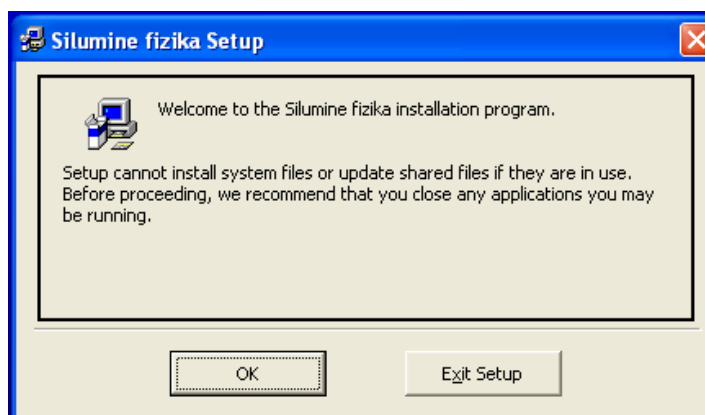 Silumine fizika Setup
Welcome to the Silumine fizika installation program.
Setup cannot install system files or update shared files if they are in use.
Before proceeding, we recommend that you close any applications you may
be running.
OK
Exit Setup